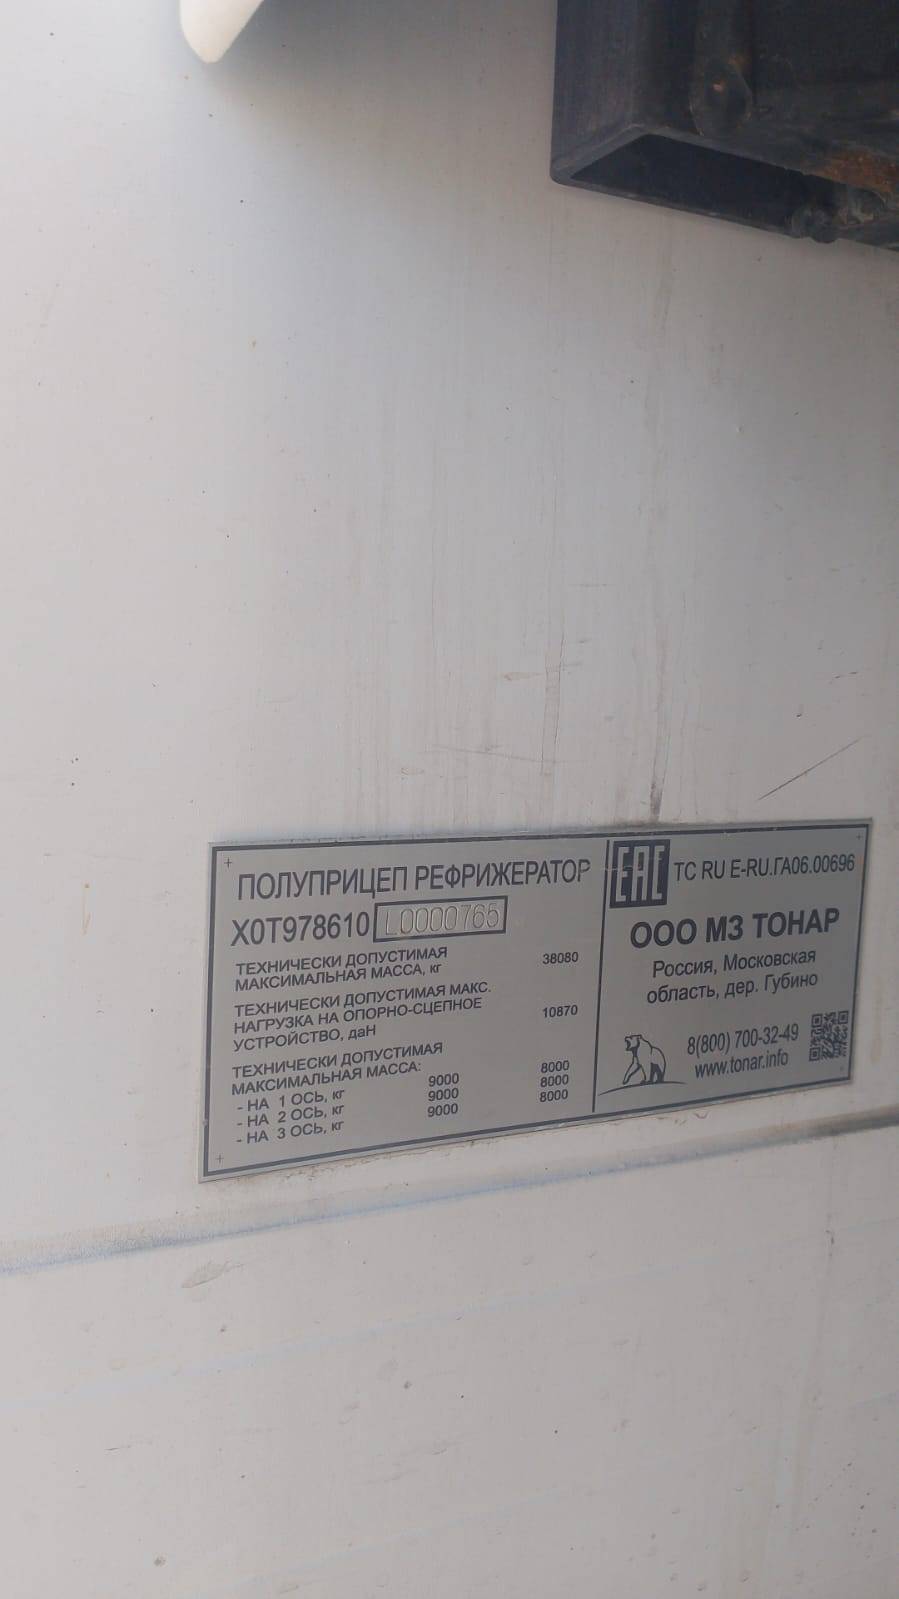 ПОЛУПРИЦЕП РЕФРИЖЕРАТОР
X0T978610 L0000765
ТЕХНИЧЕСКИ ДОПУСТИМАЯ
МАКСИМАЛЬНАЯ МАССА, кг 38080
ТЕХНИЧЕСКИ ДОПУСТИМАЯ МАКС.
НАГРУЗКА НА ОПОРНО-СЦЕПНОЕ
УСТРОЙСТВО, даН 10870
ТЕХНИЧЕСКИ ДОПУСТИМАЯ
МАКСИМАЛЬНАЯ МАССА:
- НА 1 ОСЬ, кг 9000 8000
- НА 2 ОСЬ, кг 9000 8000
- НА 3 ОСЬ, кг 9000 8000
EAC TC RU E-RU.ГА06.00696
ООО МЗ ТОНАР
Россия, Московская
область, дер. Губино
8(800) 700-32-49
www.tonar.info